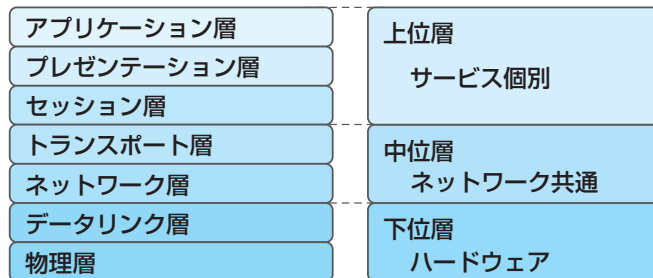 アプリケーション層
プレゼンテーション層
セッション層
トランスポート層
ネットワーク層
データリンク層
物理層
上位層
サービス個別
中位層
ネットワーク共通
下位層
ハードウェア